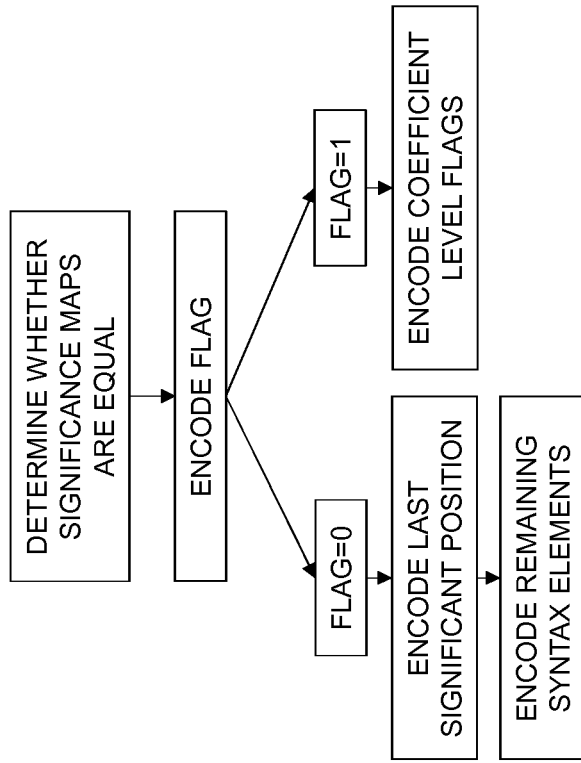 DETERMINE WHETHER
SIGNIFICANCE MAPS
ARE EQUAL
ENCODE FLAG
FLAG=0
FLAG=1
ENCODE LAST
SIGNIFICANT POSITION
ENCODE COEFFICIENT
LEVEL FLAGS
ENCODE REMAINING
SYNTAX ELEMENTS